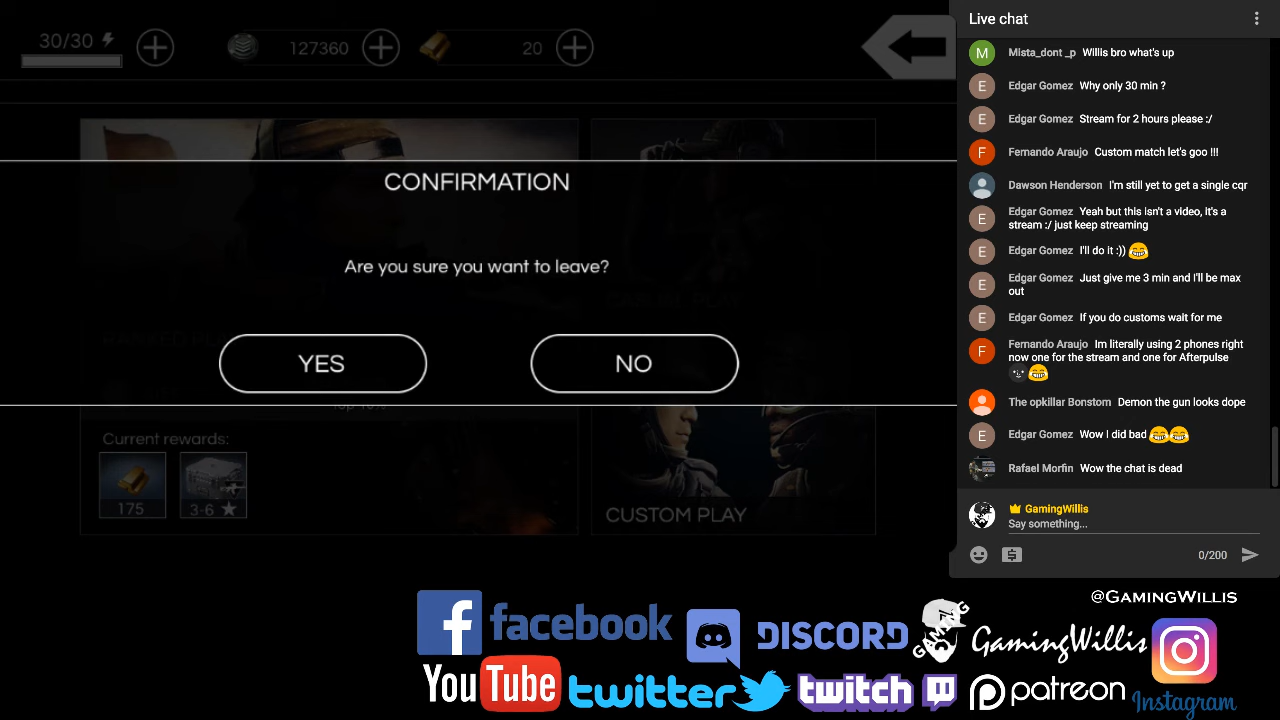 30/30
127360
20
CONFIRMATION
Are you sure you want to leave?
YES
NO
Current rewards:
175
3-6 ★
CUSTOM PLAY
Live chat
M
Mista_dont _p Willis bro what's up
E
Edgar Gomez Why only 30 min ?
E
Edgar Gomez Stream for 2 hours please :/
F
Fernando Araujo Custom match let's goo !!!
Dawson Henderson I'm still yet to get a single cqr
E
Edgar Gomez Yeah but this isn't a video, it's a
stream :/ just keep streaming
E
Edgar Gomez I'll do it :)) 😂
E
Edgar Gomez Just give me 3 min and I'll be max
out
E
Edgar Gomez If you do customs wait for me
F
Fernando Araujo Im literally using 2 phones right
now one for the stream and one for Afterpulse
🌚😂
The opkillar Bonstom Demon the gun looks dope
E
Edgar Gomez Wow I did bad 😂😂
Rafael Morfin Wow the chat is dead
GamingWillis
Say something...
0/200
@GAMINGWILLIS
facebook
DISCORD
GAMING
GamingWillis
YouTube
twitter
twitch
patreon
Instagram